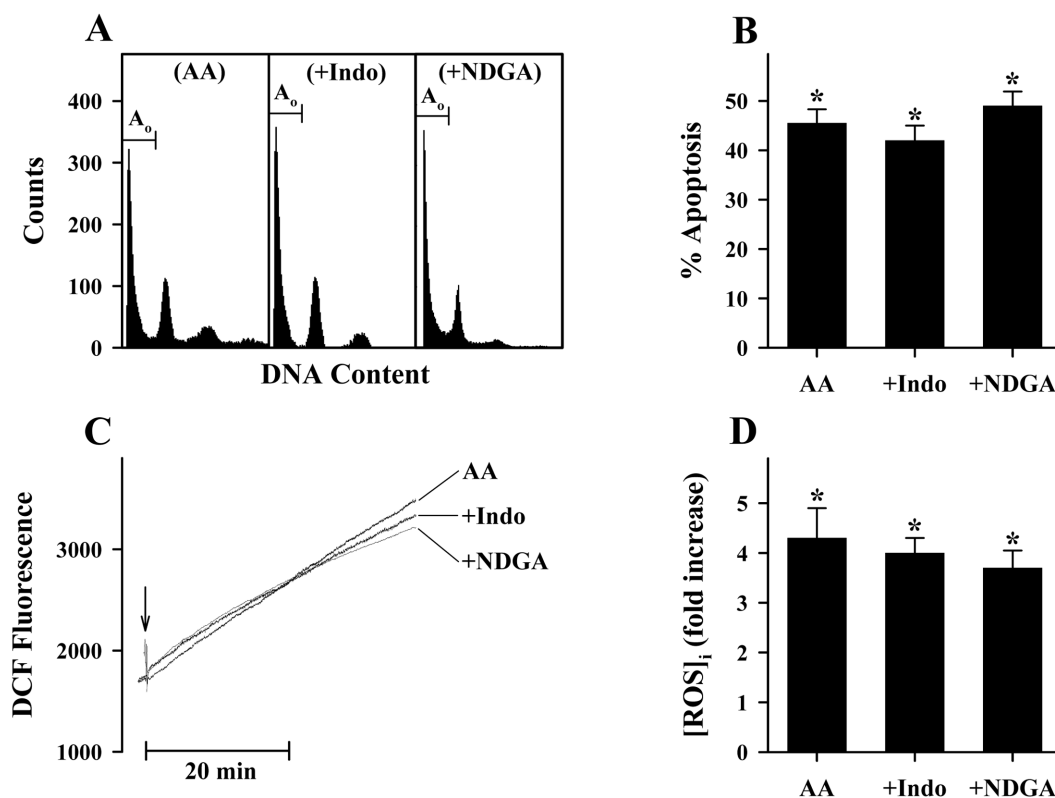 A
(AA)
(+Indo)
(+NDGA)
Ao
Ao
Ao
Counts
400
300
200
100
0
DNA Content
B
% Apoptosis
50
40
30
20
10
0
* * *
AA +Indo +NDGA
C
DCF Fluorescence
3000
2000
1000
AA
+Indo
+NDGA
20 min
D
[ROS]i (fold increase)
5
4
3
2
1
0
* * *
AA +Indo +NDGA